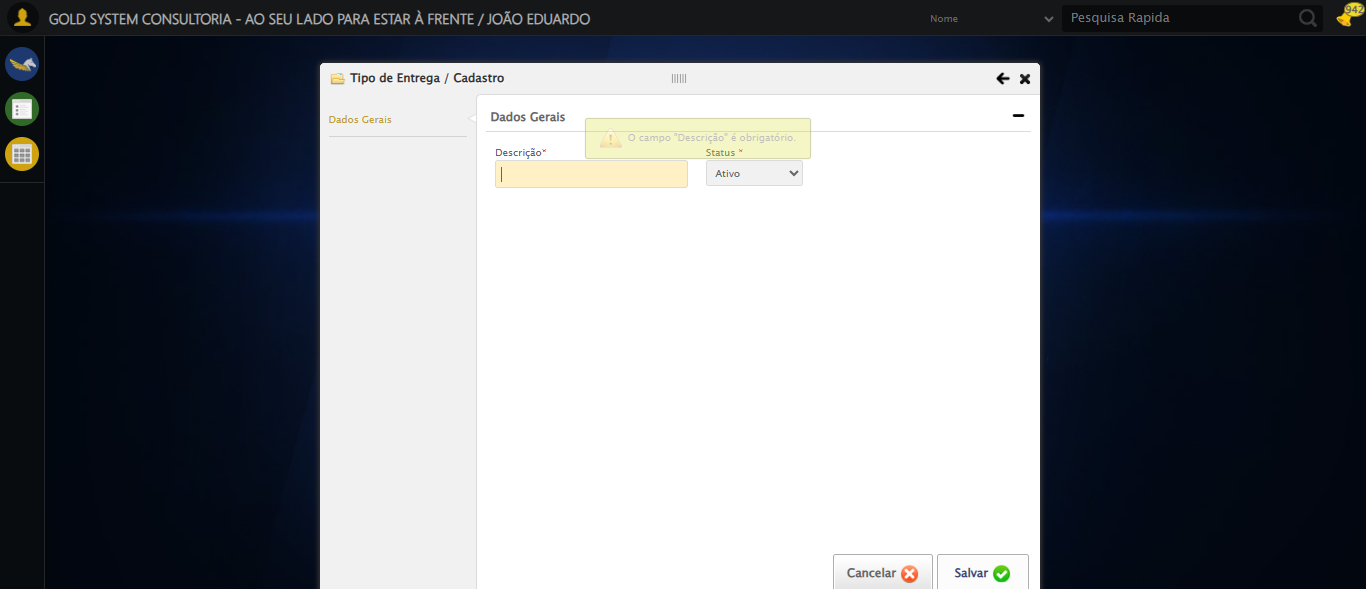 GOLD SYSTEM CONSULTORIA - AO SEU LADO PARA ESTAR À FRENTE / JOÃO EDUARDO
Nome
Pesquisa Rapida
942
Tipo de Entrega / Cadastro
Dados Gerais
Dados Gerais
O campo "Descrição" é obrigatório.
Descrição*
Status *
Ativo
Cancelar
Salvar